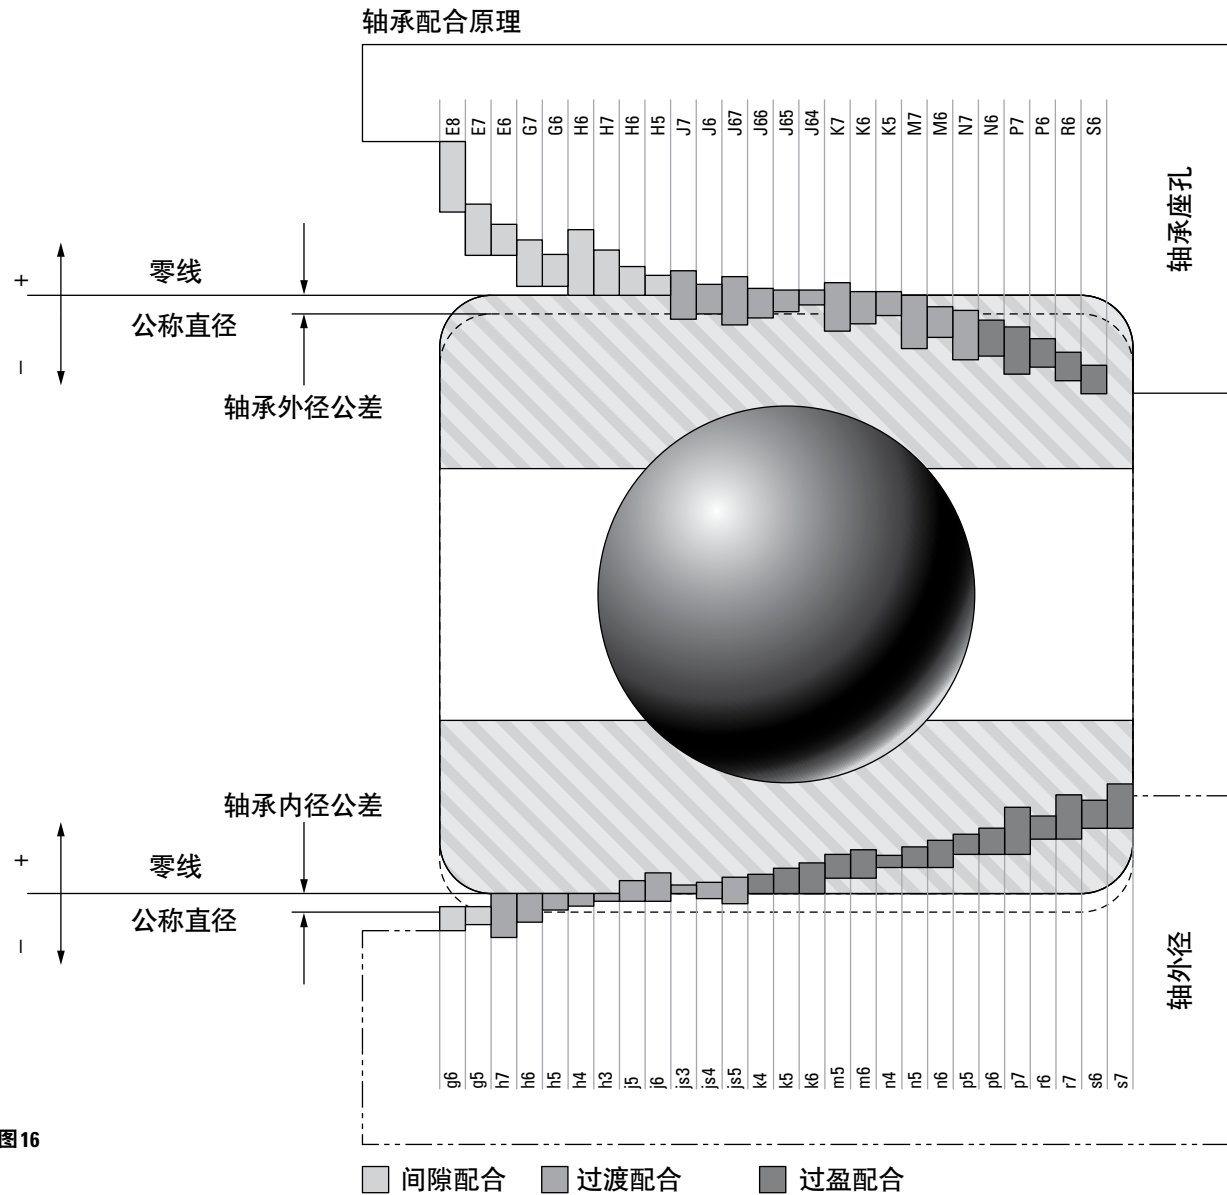 轴承配合原理
E8 E7 E6 G7 G6 H6 H7 H6 H5 J7 J6 J67 J66 J65 J64 K7 K6 K5 M7 M6 N7 N6 P7 P6 R6 S6
轴承座孔
+
零线
公称直径
–
轴承外径公差
轴承内径公差
+
零线
公称直径
–
轴外径
g6 g5 h7 h6 h5 h4 h3 j5 j6 js3 js4 js5 k4 k5 k6 m5 m6 n4 n5 n6 p5 p6 p7 r6 r7 s6 s7
图16
间隙配合 过渡配合 过盈配合